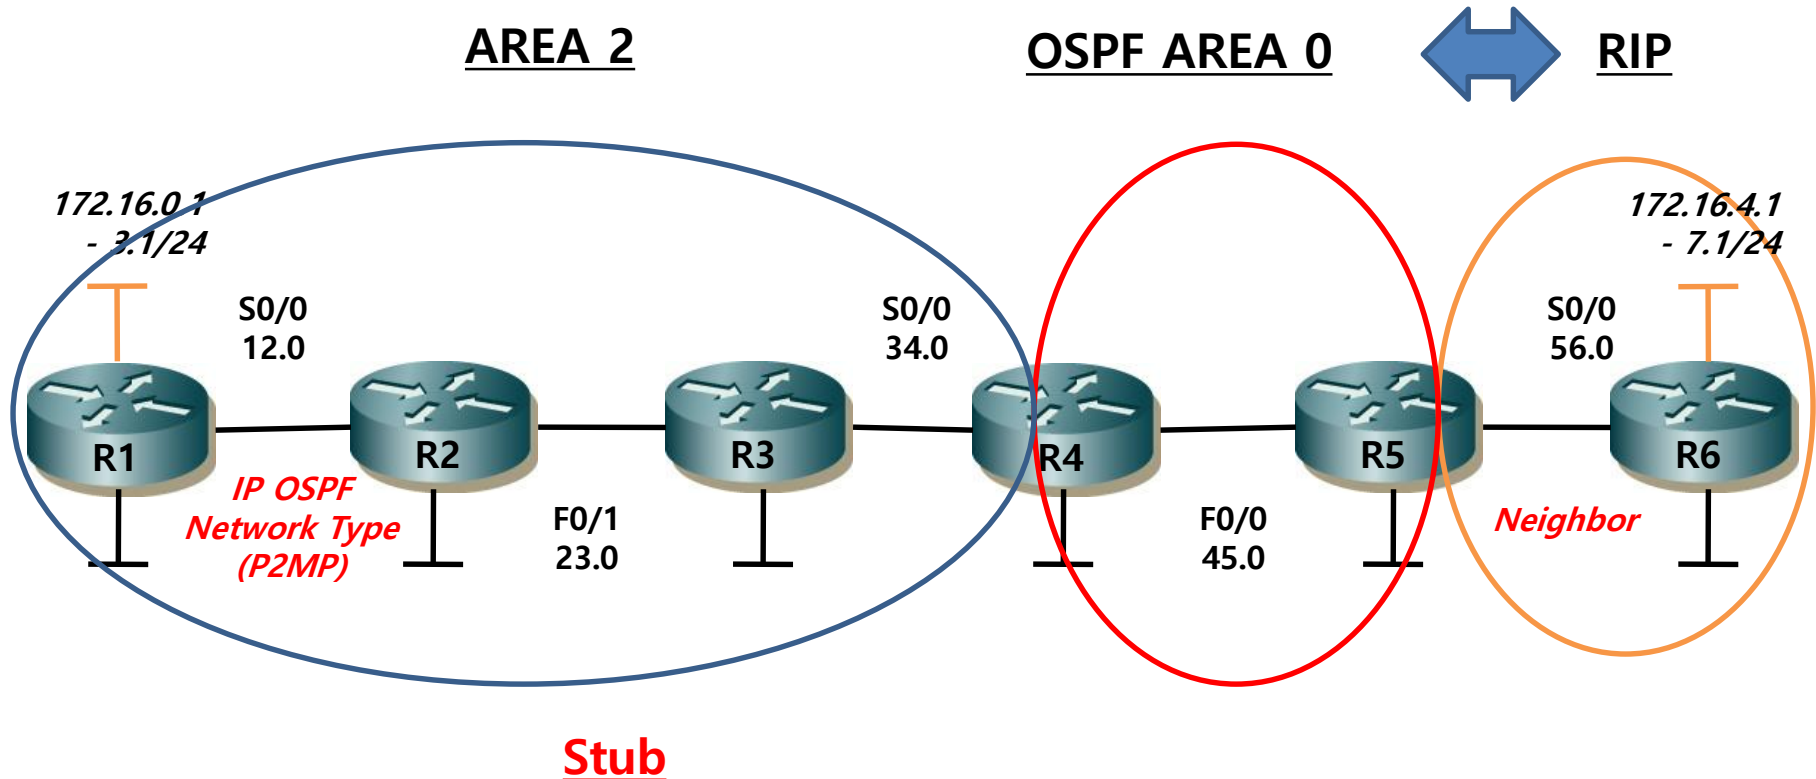 AREA 2
OSPF AREA 0
RIP
172.16.0.1
- 3.1/24
172.16.4.1
- 7.1/24
S0/0
12.0
S0/0
34.0
S0/0
56.0
R1
R2
R3
R4
R5
R6
IP OSPF
Network Type
(P2MP)
F0/1
23.0
F0/0
45.0
Neighbor
Stub